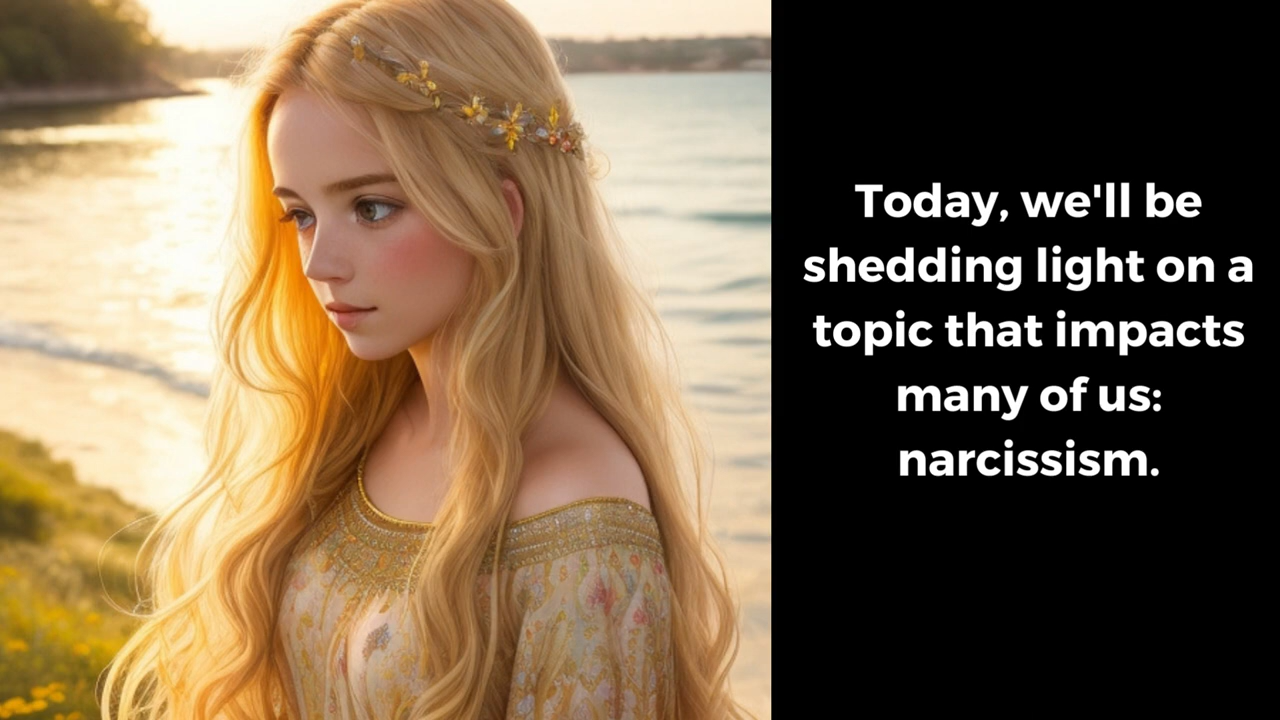 Today, we'll be
shedding light on a
topic that impacts
many of us:
narcissism.